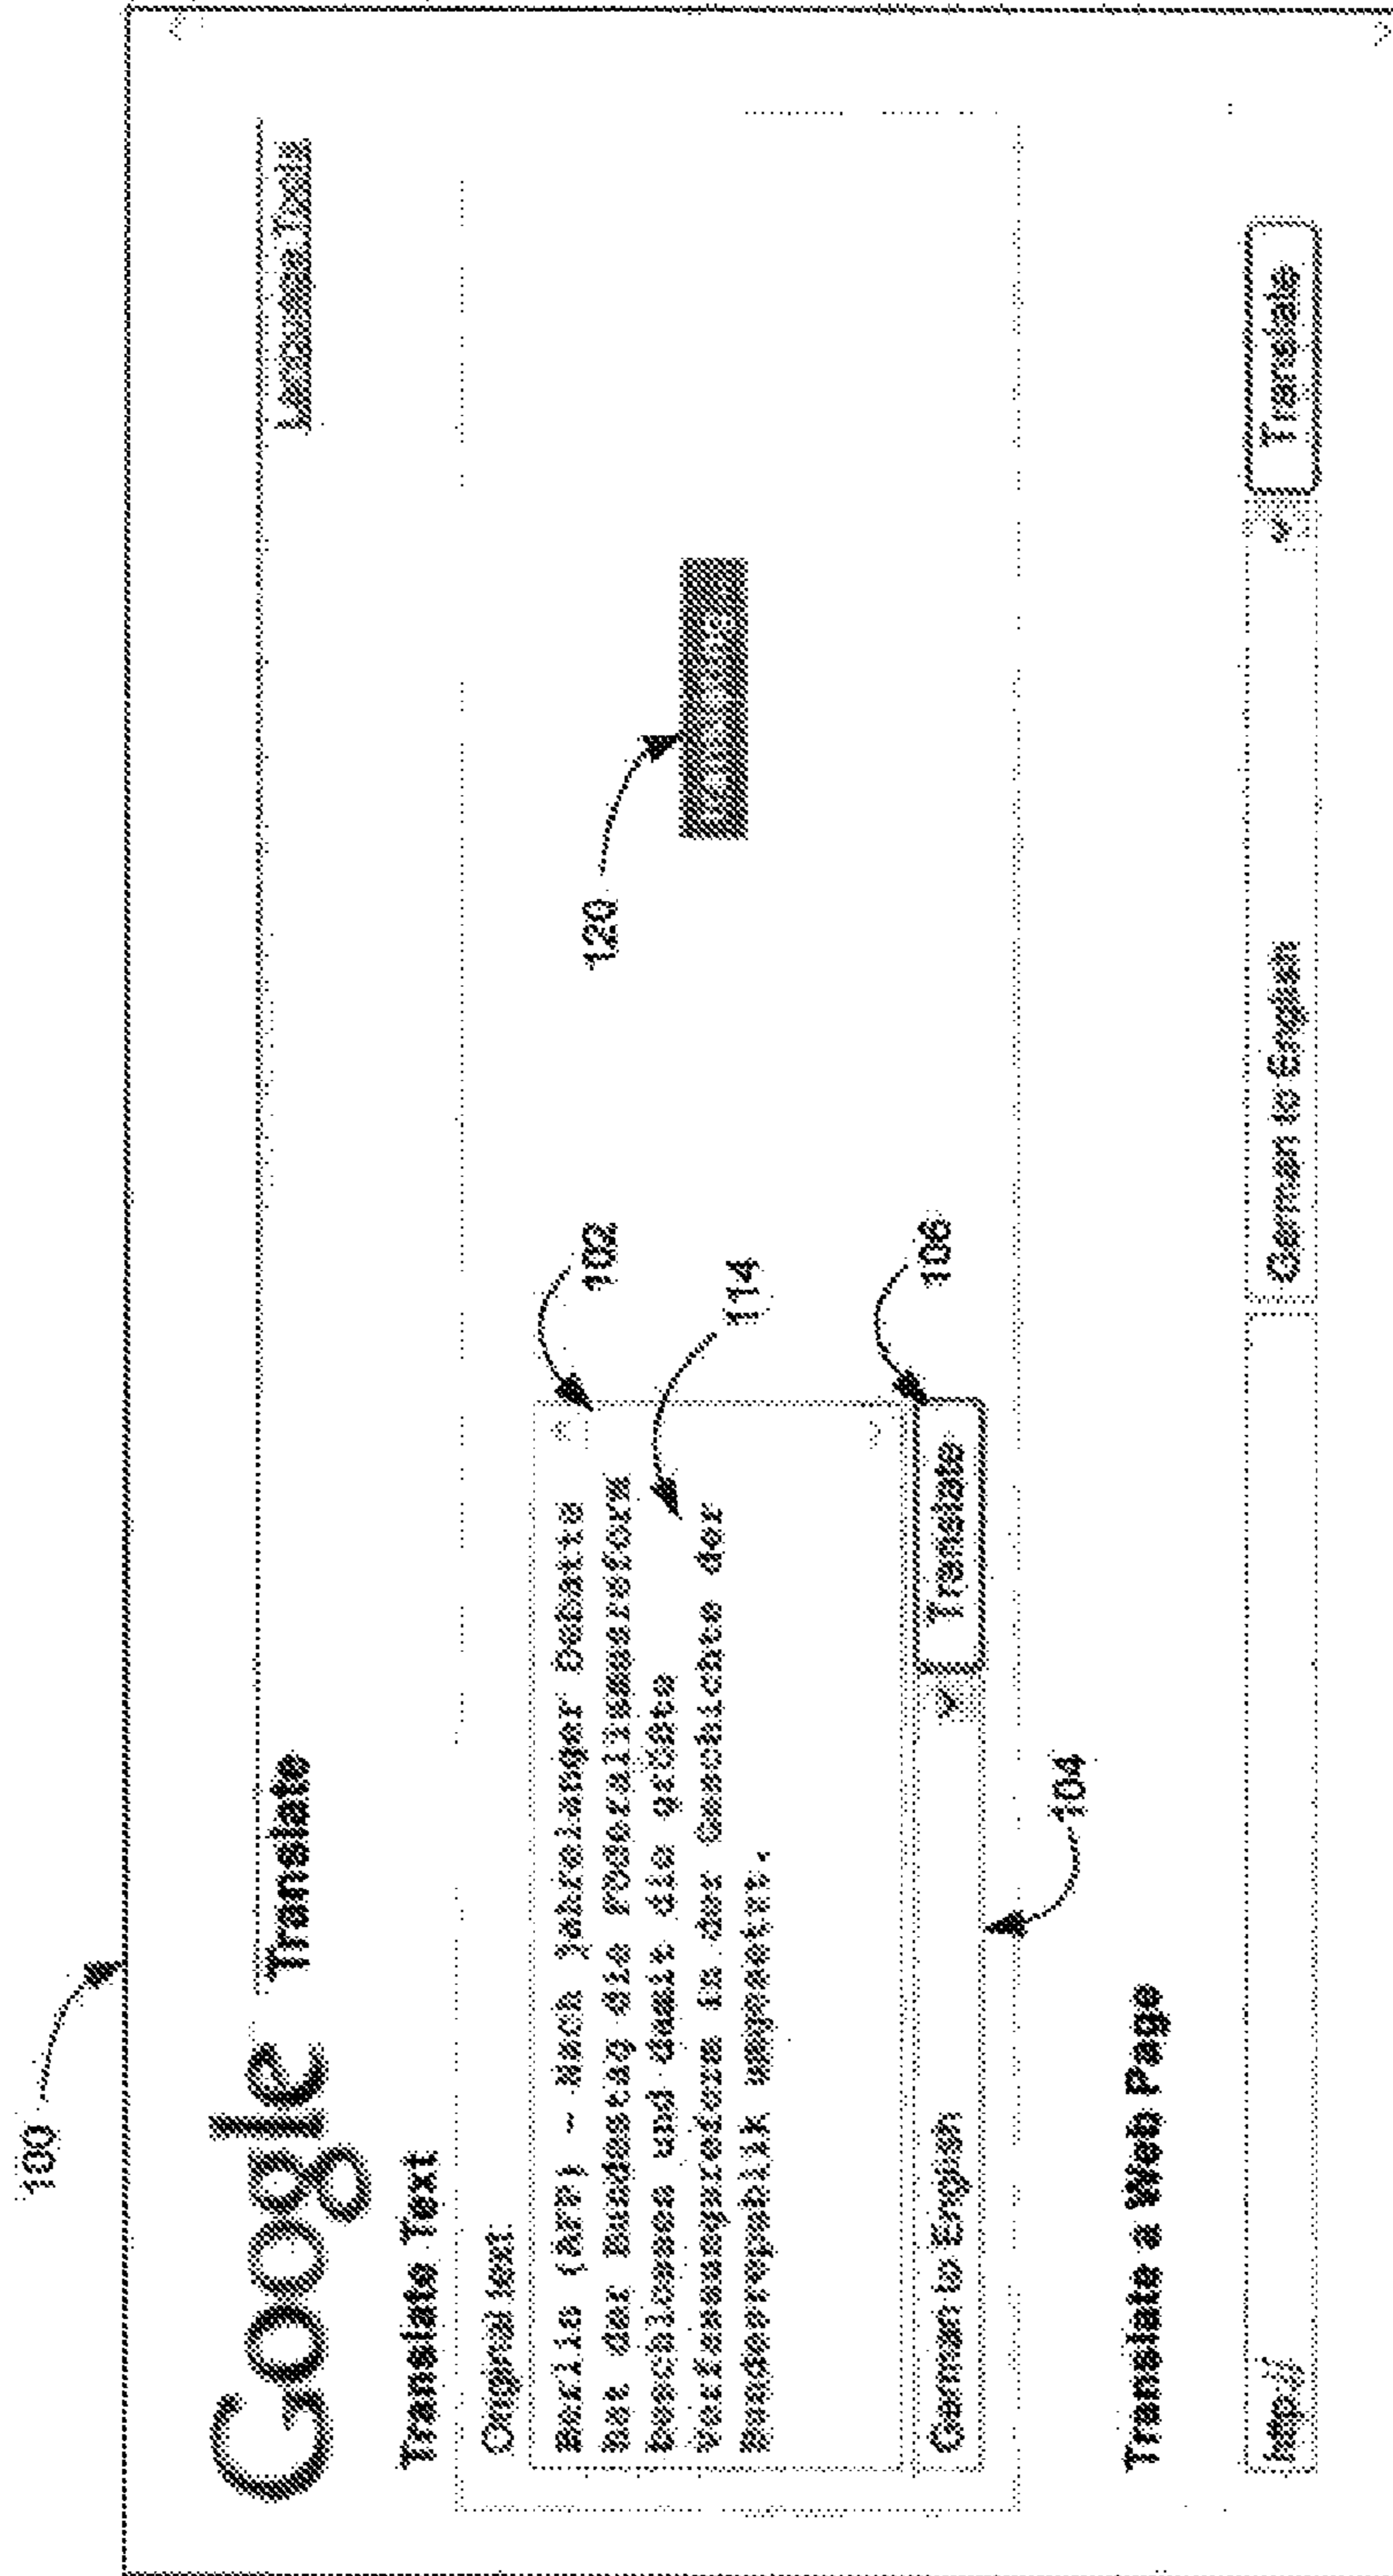 100
Google Translate
Language Tools
Translate Text
Original text:
Berlin (AFP) - Nach jahrelanger Debatte
hat der Bundestag die Föderalismusreform
beschlossen und damit die größte
Verfassungsreform in der Geschichte der
Bundesrepublik umgesetzt.
102
114
120
German to English
Translate
106
104
Translate a Web Page
http://
German to English
Translate